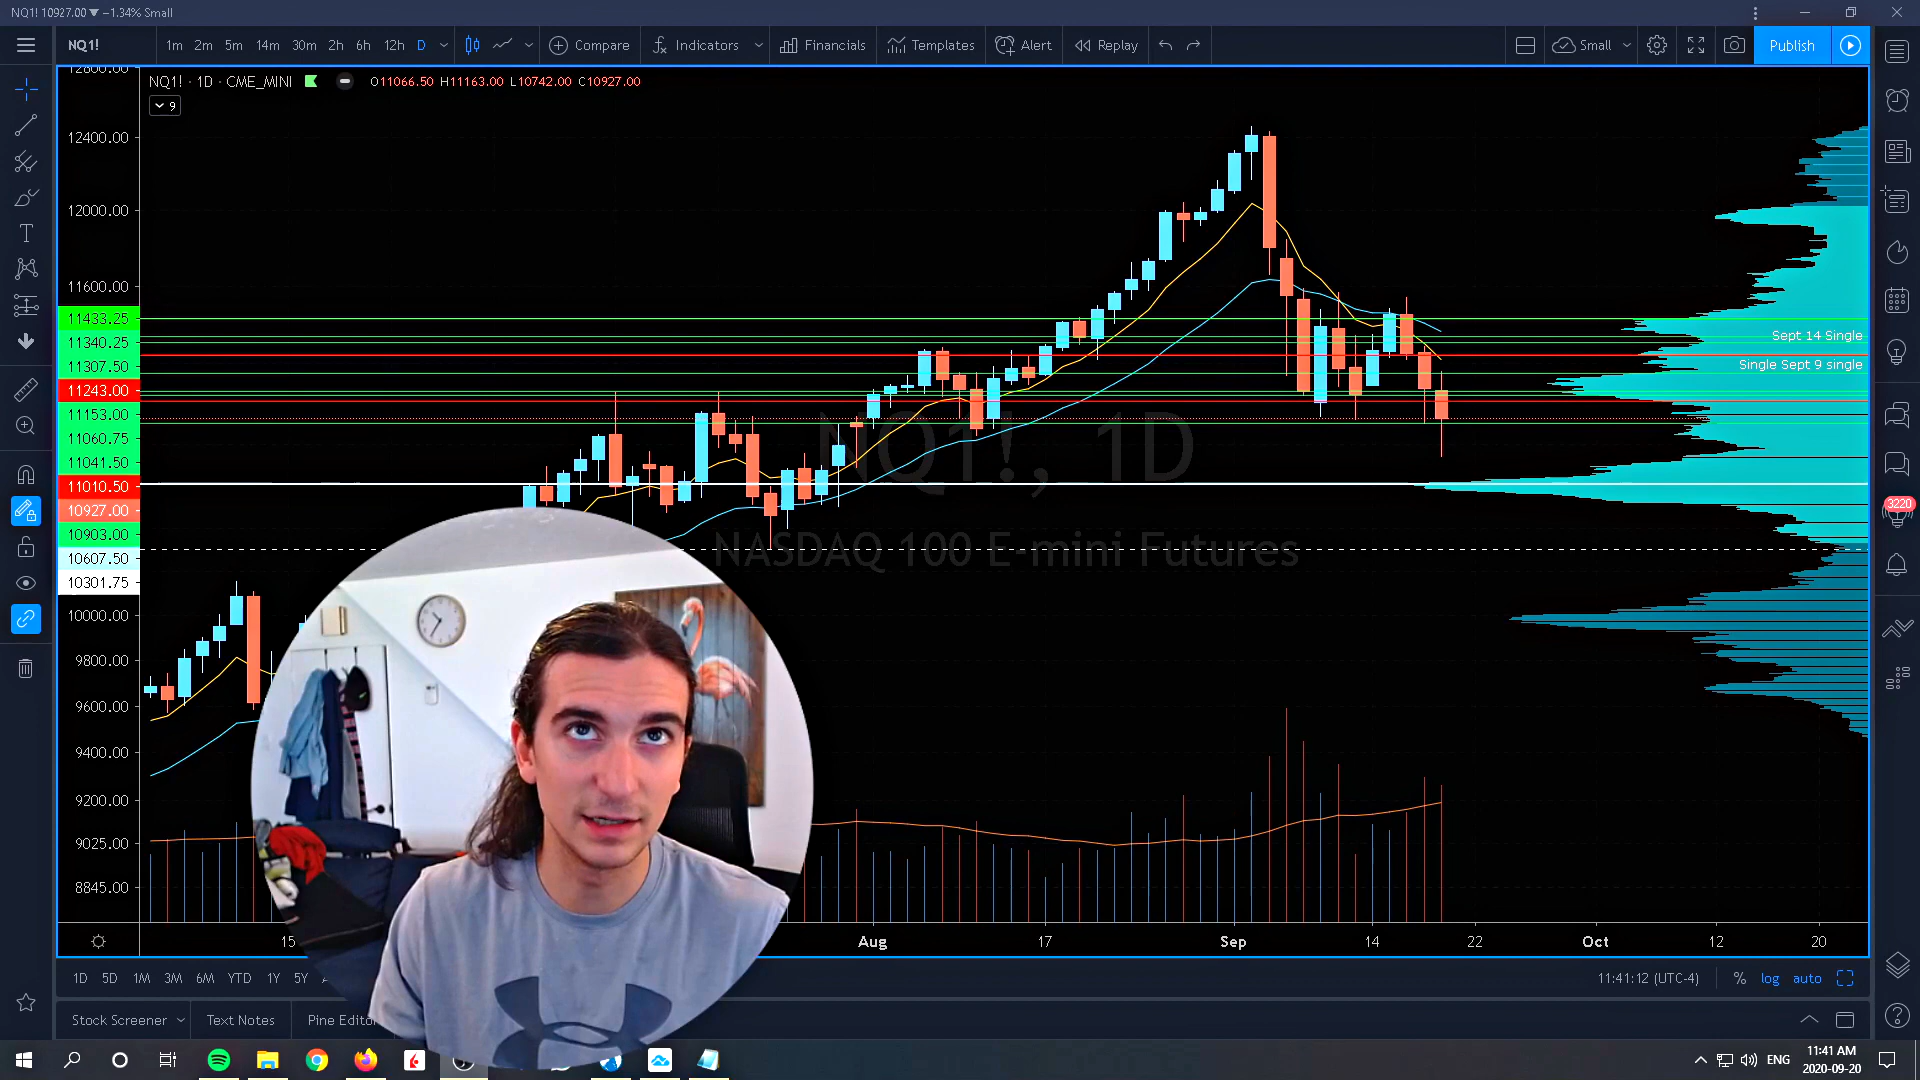 NQ1! 10927.00 ▼ −1.34% Small
NQ1!
1m 2m 5m 14m 30m 2h 6h 12h D
Compare
Indicators
Financials
Templates
Alert
Replay
Small
Publish
NQ1! · 1D · CME_MINI
O11066.50 H11163.00 L10742.00 C10927.00
9
12800.00
12400.00
12000.00
11600.00
11433.25
11340.25
11307.50
11243.00
11153.00
11060.75
11041.50
11010.50
10927.00
10903.00
10607.50
10301.75
10000.00
9800.00
9600.00
9400.00
9200.00
9025.00
8845.00
Sept 14 Single
Single Sept 9 single
NQ1!, 1D
NASDAQ 100 E-mini Futures
3220
15
Aug
17
Sep
14
22
Oct
12
20
1D 5D 1M 3M 6M YTD 1Y 5Y
11:41:12 (UTC-4)
% log auto
Stock Screener
Text Notes
Pine Editor
ENG
11:41 AM
2020-09-20